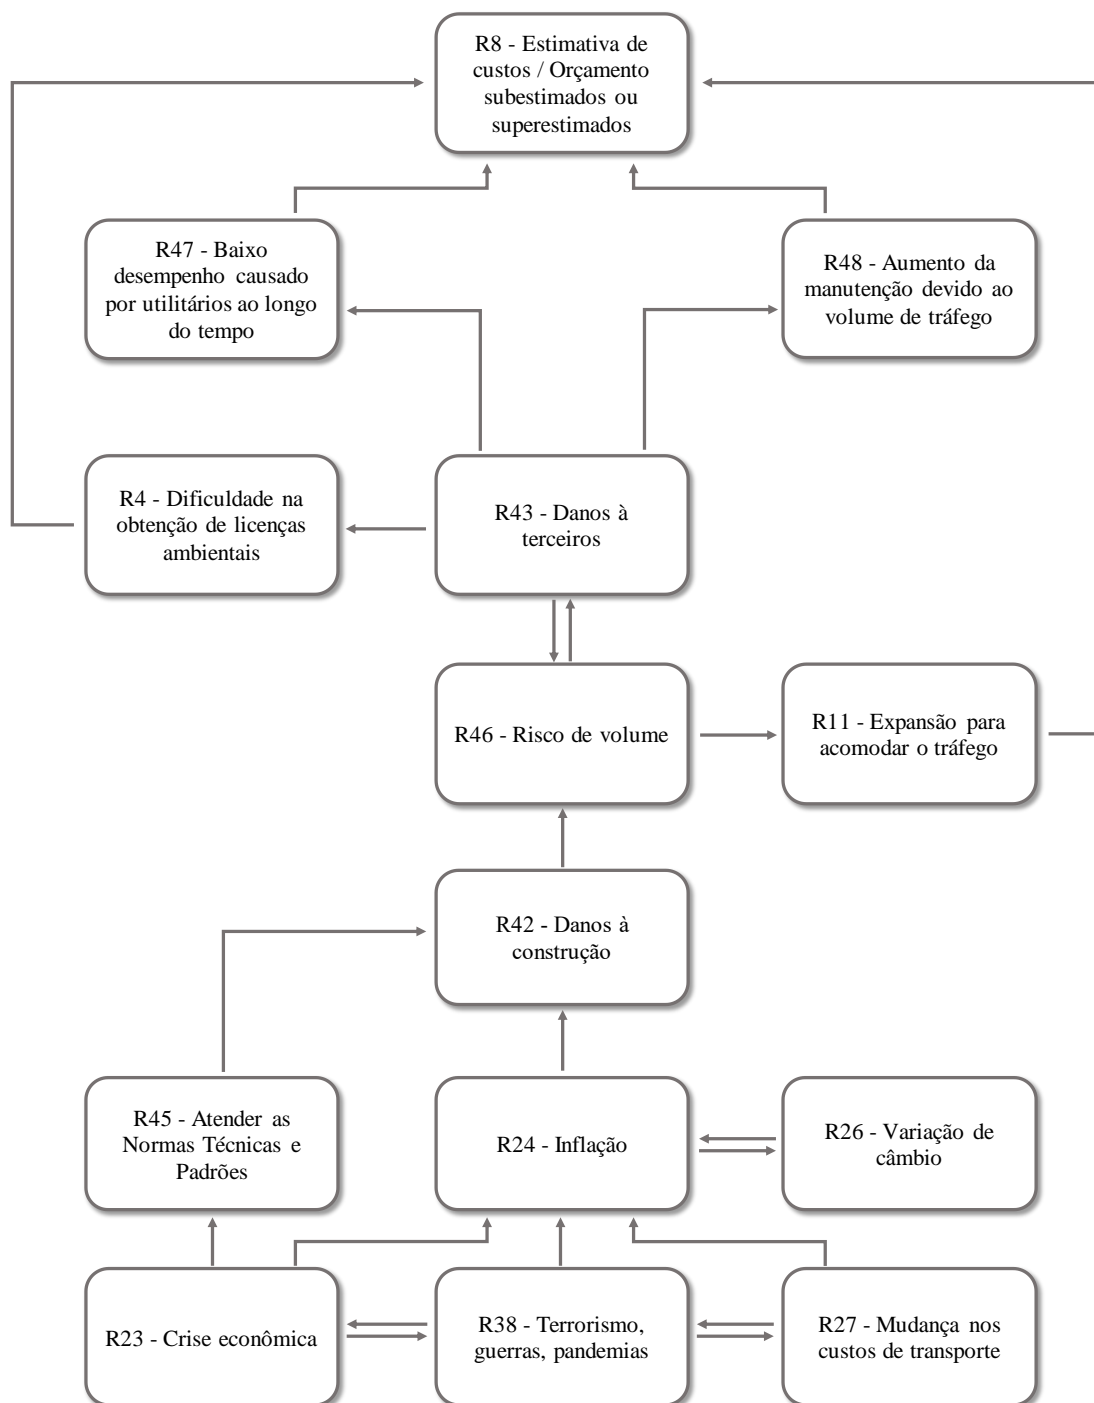 R8 - Estimativa de
custos / Orçamento
subestimados ou
superestimados
R47 - Baixo
desempenho causado
por utilitários ao longo
do tempo
R48 - Aumento da
manutenção devido ao
volume de tráfego
R4 - Dificuldade na
obtenção de licenças
ambientais
R43 - Danos à
terceiros
R46 - Risco de volume
R11 - Expansão para
acomodar o tráfego
R42 - Danos à
construção
R45 - Atender as
Normas Técnicas e
Padrões
R24 - Inflação
R26 - Variação de
câmbio
R23 - Crise econômica
R38 - Terrorismo,
guerras, pandemias
R27 - Mudança nos
custos de transporte